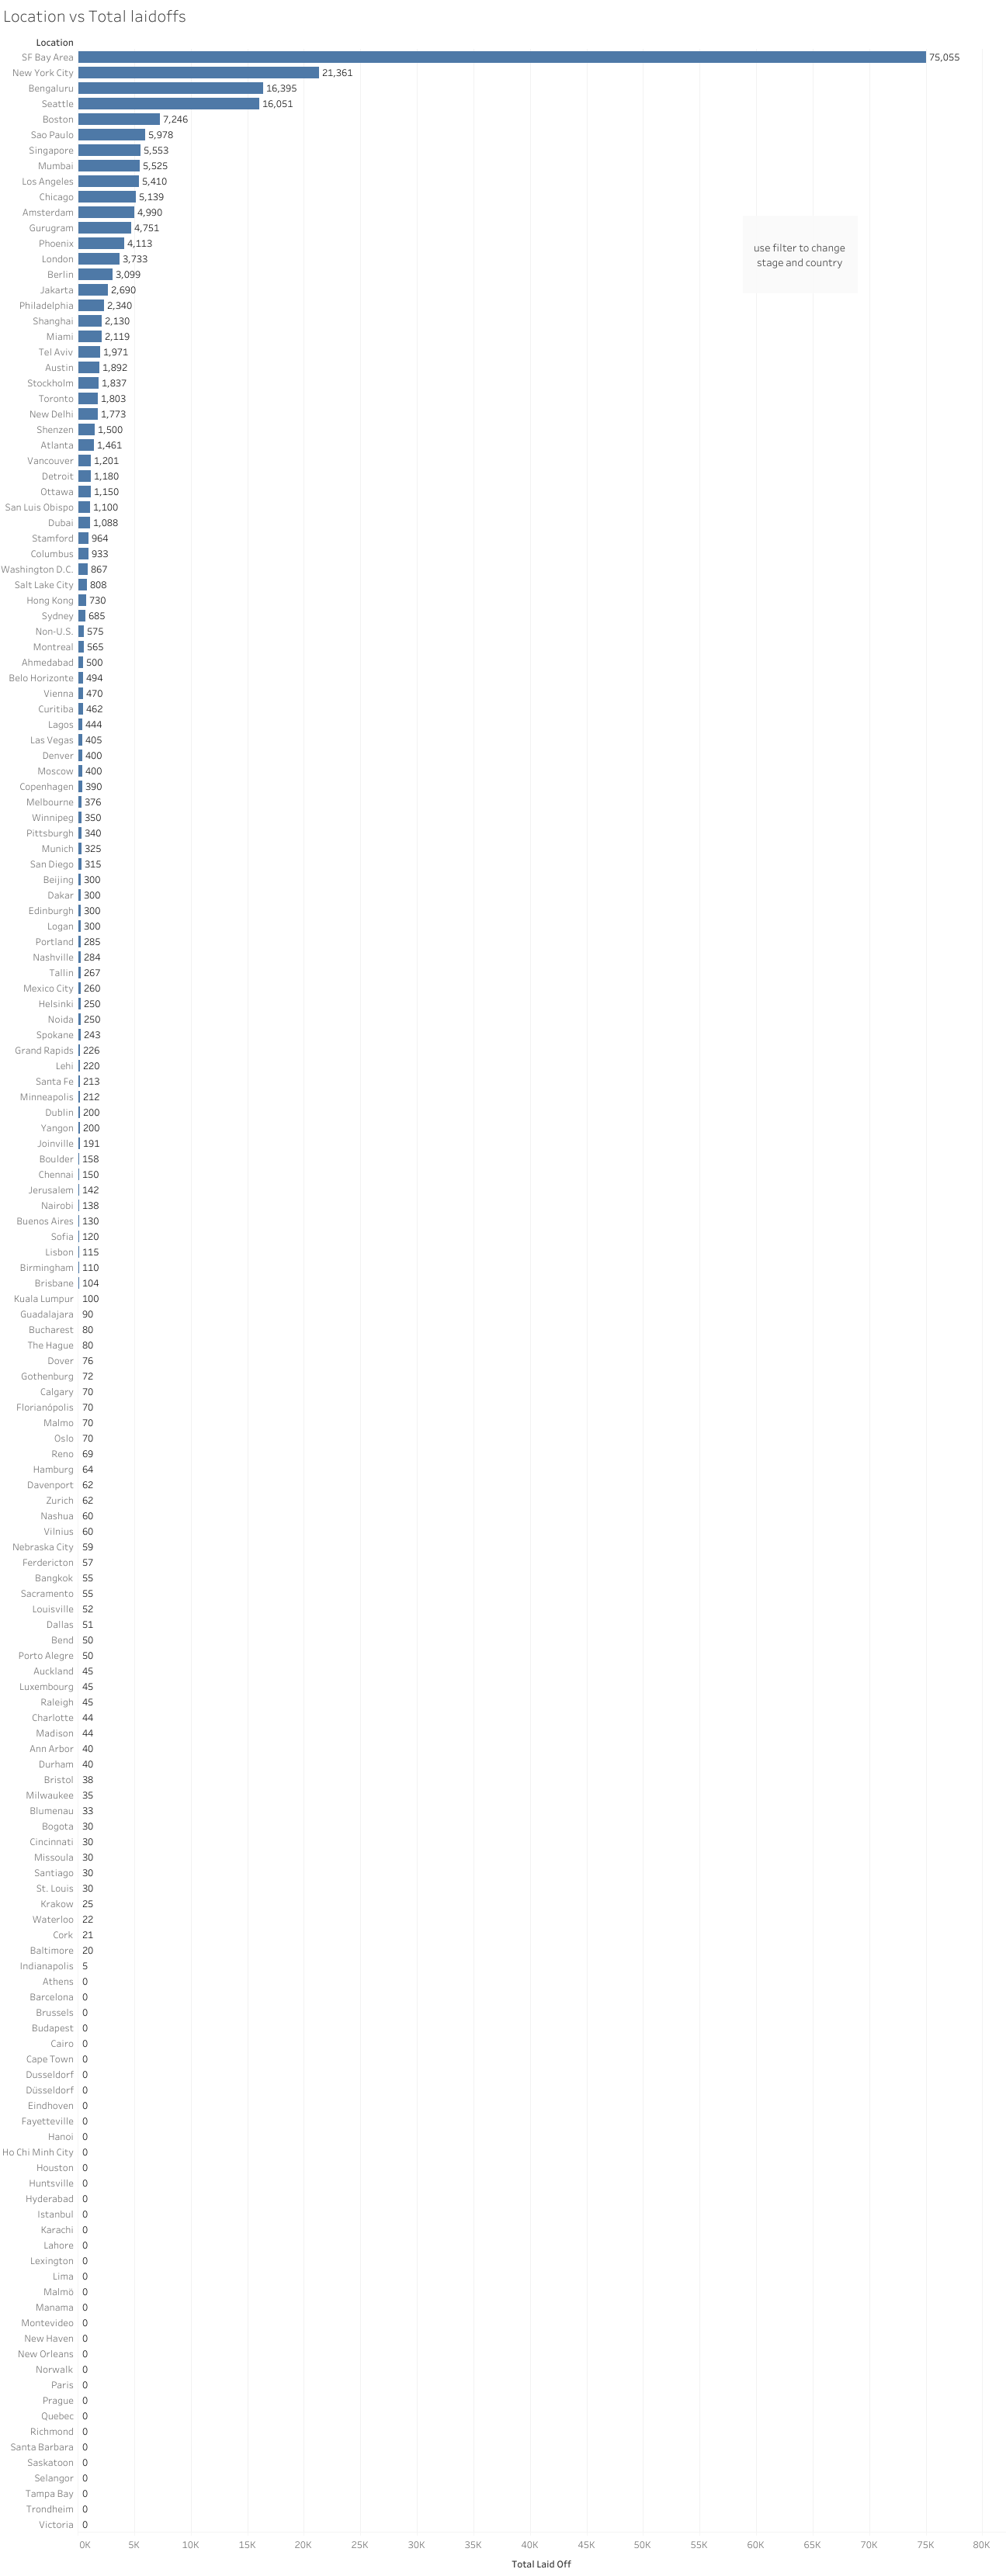 Location vs Total laidoffs
Location
SF Bay Area 75,055
New York City 21,361
Bengaluru 16,395
Seattle 16,051
Boston 7,246
Sao Paulo 5,978
Singapore 5,553
Mumbai 5,525
Los Angeles 5,410
Chicago 5,139
Amsterdam 4,990
Gurugram 4,751
Phoenix 4,113
use filter to change
stage and country
London 3,733
Berlin 3,099
Jakarta 2,690
Philadelphia 2,340
Shanghai 2,130
Miami 2,119
Tel Aviv 1,971
Austin 1,892
Stockholm 1,837
Toronto 1,803
New Delhi 1,773
Shenzen 1,500
Atlanta 1,461
Vancouver 1,201
Detroit 1,180
Ottawa 1,150
San Luis Obispo 1,100
Dubai 1,088
Stamford 964
Columbus 933
Washington D.C. 867
Salt Lake City 808
Hong Kong 730
Sydney 685
Non-U.S. 575
Montreal 565
Ahmedabad 500
Belo Horizonte 494
Vienna 470
Curitiba 462
Lagos 444
Las Vegas 405
Denver 400
Moscow 400
Copenhagen 390
Melbourne 376
Winnipeg 350
Pittsburgh 340
Munich 325
San Diego 315
Beijing 300
Dakar 300
Edinburgh 300
Logan 300
Portland 285
Nashville 284
Tallin 267
Mexico City 260
Helsinki 250
Noida 250
Spokane 243
Grand Rapids 226
Lehi 220
Santa Fe 213
Minneapolis 212
Dublin 200
Yangon 200
Joinville 191
Boulder 158
Chennai 150
Jerusalem 142
Nairobi 138
Buenos Aires 130
Sofia 120
Lisbon 115
Birmingham 110
Brisbane 104
Kuala Lumpur 100
Guadalajara 90
Bucharest 80
The Hague 80
Dover 76
Gothenburg 72
Calgary 70
Florianópolis 70
Malmo 70
Oslo 70
Reno 69
Hamburg 64
Davenport 62
Zurich 62
Nashua 60
Vilnius 60
Nebraska City 59
Ferdericton 57
Bangkok 55
Sacramento 55
Louisville 52
Dallas 51
Bend 50
Porto Alegre 50
Auckland 45
Luxembourg 45
Raleigh 45
Charlotte 44
Madison 44
Ann Arbor 40
Durham 40
Bristol 38
Milwaukee 35
Blumenau 33
Bogota 30
Cincinnati 30
Missoula 30
Santiago 30
St. Louis 30
Krakow 25
Waterloo 22
Cork 21
Baltimore 20
Indianapolis 5
Athens 0
Barcelona 0
Brussels 0
Budapest 0
Cairo 0
Cape Town 0
Dusseldorf 0
Düsseldorf 0
Eindhoven 0
Fayetteville 0
Hanoi 0
Ho Chi Minh City 0
Houston 0
Huntsville 0
Hyderabad 0
Istanbul 0
Karachi 0
Lahore 0
Lexington 0
Lima 0
Malmö 0
Manama 0
Montevideo 0
New Haven 0
New Orleans 0
Norwalk 0
Paris 0
Prague 0
Quebec 0
Richmond 0
Santa Barbara 0
Saskatoon 0
Selangor 0
Tampa Bay 0
Trondheim 0
Victoria 0
0K 5K 10K 15K 20K 25K 30K 35K 40K 45K 50K 55K 60K 65K 70K 75K 80K
Total Laid Off